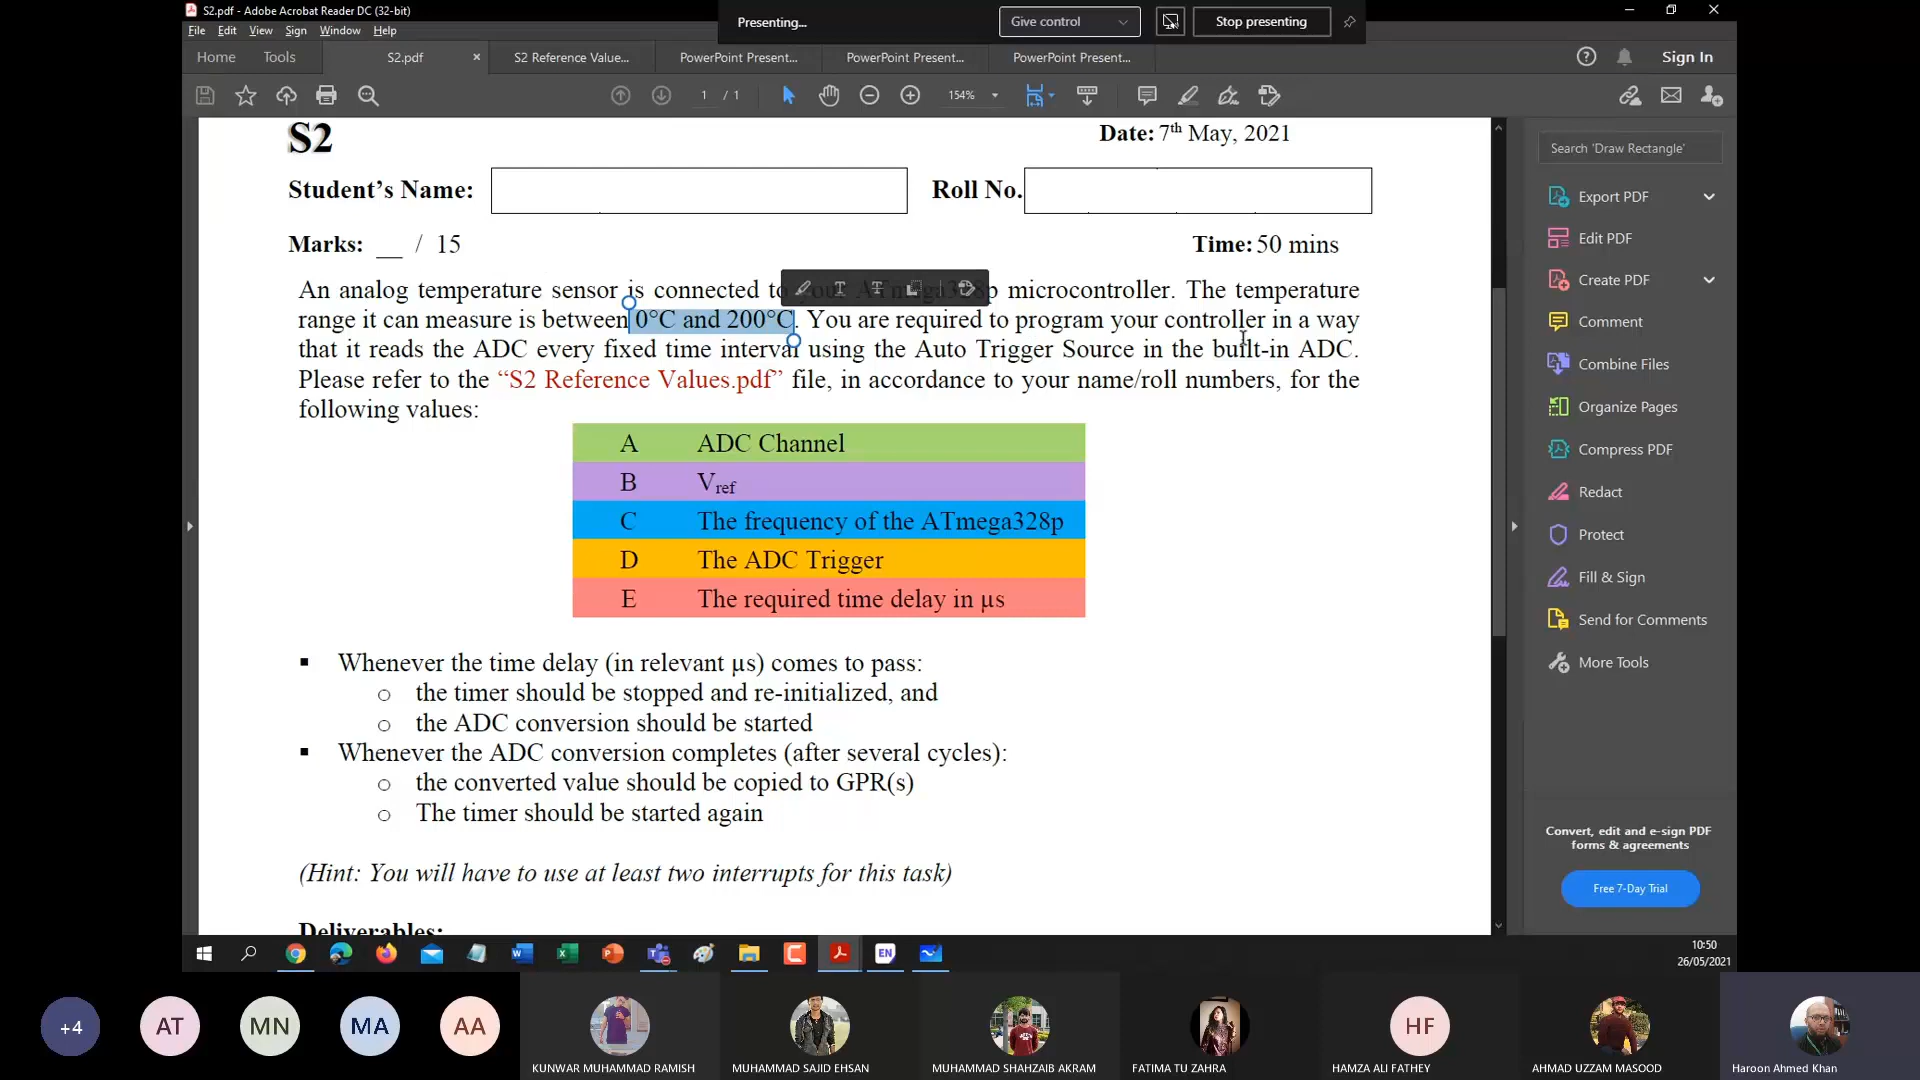 S2.pdf - Adobe Acrobat Reader DC (32-bit)
File Edit View Sign Window Help
Presenting...
Give control
Stop presenting
Home Tools
S2.pdf
S2 Reference Value...
PowerPoint Present...
PowerPoint Present...
PowerPoint Present...
Sign In
1 / 1
154%
S2
Date: 7th May, 2021
Student’s Name:
Roll No.
Marks: __ / 15
Time: 50 mins
An analog temperature sensor is connected to your ATmega328p microcontroller. The temperature
range it can measure is between 0°C and 200°C. You are required to program your controller in a way
that it reads the ADC every fixed time interval using the Auto Trigger Source in the built-in ADC.
Please refer to the “S2 Reference Values.pdf” file, in accordance to your name/roll numbers, for the
following values:
A ADC Channel
B Vref
C The frequency of the ATmega328p
D The ADC Trigger
E The required time delay in µs
▪ Whenever the time delay (in relevant µs) comes to pass:
o the timer should be stopped and re-initialized, and
o the ADC conversion should be started
▪ Whenever the ADC conversion completes (after several cycles):
o the converted value should be copied to GPR(s)
o The timer should be started again
(Hint: You will have to use at least two interrupts for this task)
Deliverables:
Search 'Draw Rectangle'
Export PDF
Edit PDF
Create PDF
Comment
Combine Files
Organize Pages
Compress PDF
Redact
Protect
Fill & Sign
Send for Comments
More Tools
Convert, edit and e-sign PDF
forms & agreements
Free 7-Day Trial
EN
10:50
26/05/2021
+4
AT
MN
MA
AA
HF
KUNWAR MUHAMMAD RAMISH
MUHAMMAD SAJID EHSAN
MUHAMMAD SHAHZAIB AKRAM
FATIMA TU ZAHRA
HAMZA ALI FATHEY
AHMAD UZZAM MASOOD
Haroon Ahmed Khan